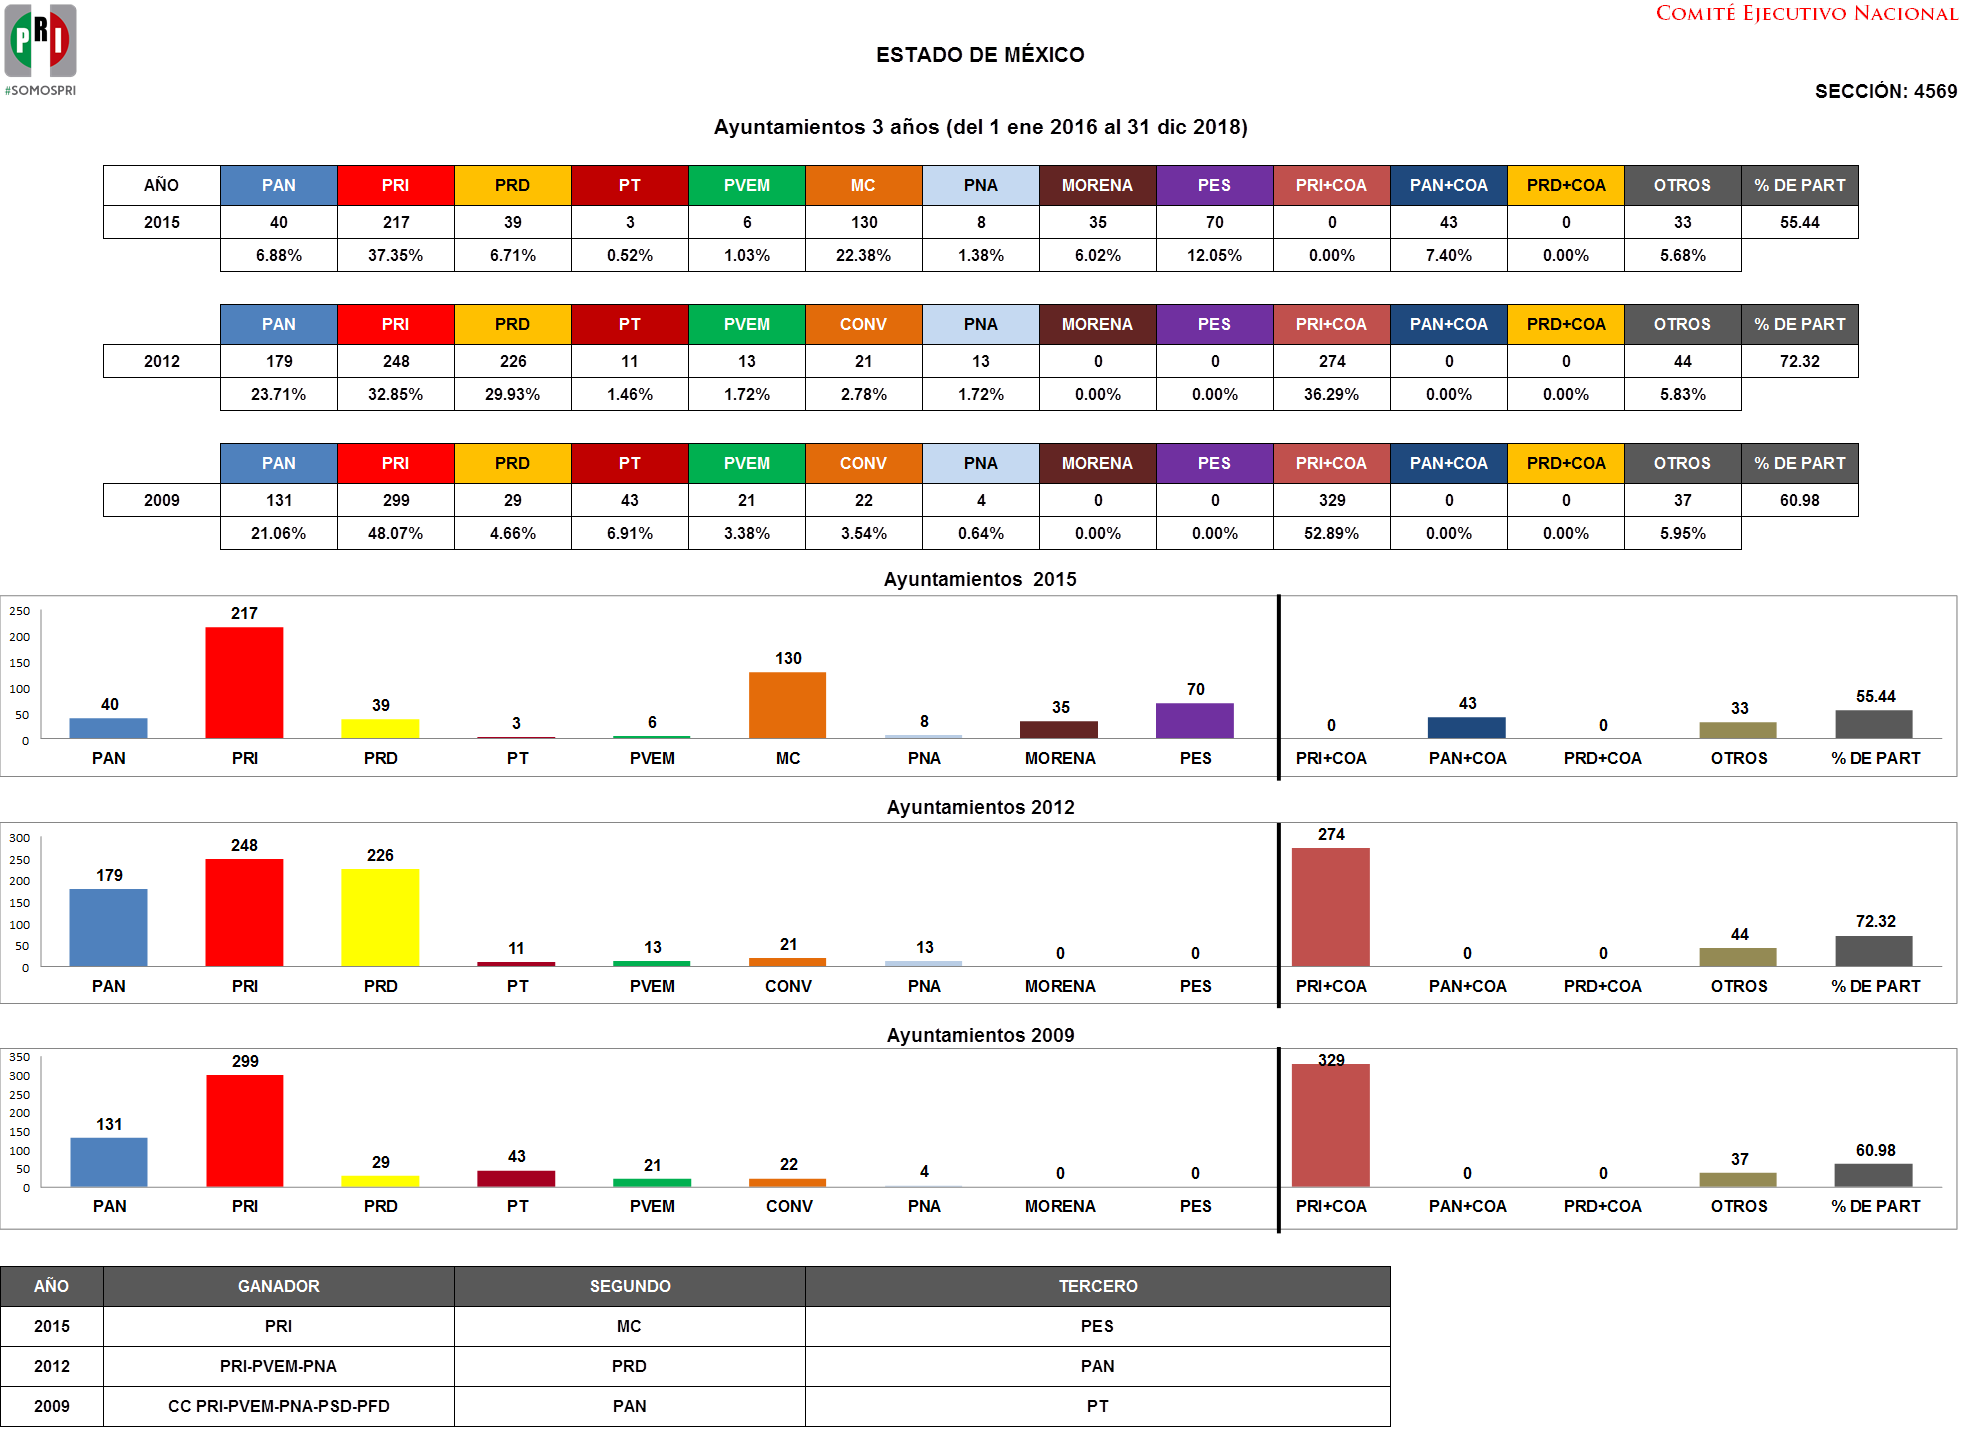 PRI
#SOMOSPRI
COMITÉ EJECUTIVO NACIONAL
ESTADO DE MÉXICO
SECCIÓN: 4569
Ayuntamientos 3 años (del 1 ene 2016 al 31 dic 2018)
AÑO PAN PRI PRD PT PVEM MC PNA MORENA PES PRI+COA PAN+COA PRD+COA OTROS % DE PART
2015 40 217 39 3 6 130 8 35 70 0 43 0 33 55.44
6.88% 37.35% 6.71% 0.52% 1.03% 22.38% 1.38% 6.02% 12.05% 0.00% 7.40% 0.00% 5.68%
PAN PRI PRD PT PVEM CONV PNA MORENA PES PRI+COA PAN+COA PRD+COA OTROS % DE PART
2012 179 248 226 11 13 21 13 0 0 274 0 0 44 72.32
23.71% 32.85% 29.93% 1.46% 1.72% 2.78% 1.72% 0.00% 0.00% 36.29% 0.00% 0.00% 5.83%
PAN PRI PRD PT PVEM CONV PNA MORENA PES PRI+COA PAN+COA PRD+COA OTROS % DE PART
2009 131 299 29 43 21 22 4 0 0 329 0 0 37 60.98
21.06% 48.07% 4.66% 6.91% 3.38% 3.54% 0.64% 0.00% 0.00% 52.89% 0.00% 0.00% 5.95%
Ayuntamientos 2015
250
200
150
100
50
0
40 217 39 3 6 130 8 35 70 0 43 0 33 55.44
PAN PRI PRD PT PVEM MC PNA MORENA PES PRI+COA PAN+COA PRD+COA OTROS % DE PART
Ayuntamientos 2012
300
250
200
150
100
50
0
179 248 226 11 13 21 13 0 0 274 0 0 44 72.32
PAN PRI PRD PT PVEM CONV PNA MORENA PES PRI+COA PAN+COA PRD+COA OTROS % DE PART
Ayuntamientos 2009
350
300
250
200
150
100
50
0
131 299 29 43 21 22 4 0 0 329 0 0 37 60.98
PAN PRI PRD PT PVEM CONV PNA MORENA PES PRI+COA PAN+COA PRD+COA OTROS % DE PART
AÑO GANADOR SEGUNDO TERCERO
2015 PRI MC PES
2012 PRI-PVEM-PNA PRD PAN
2009 CC PRI-PVEM-PNA-PSD-PFD PAN PT